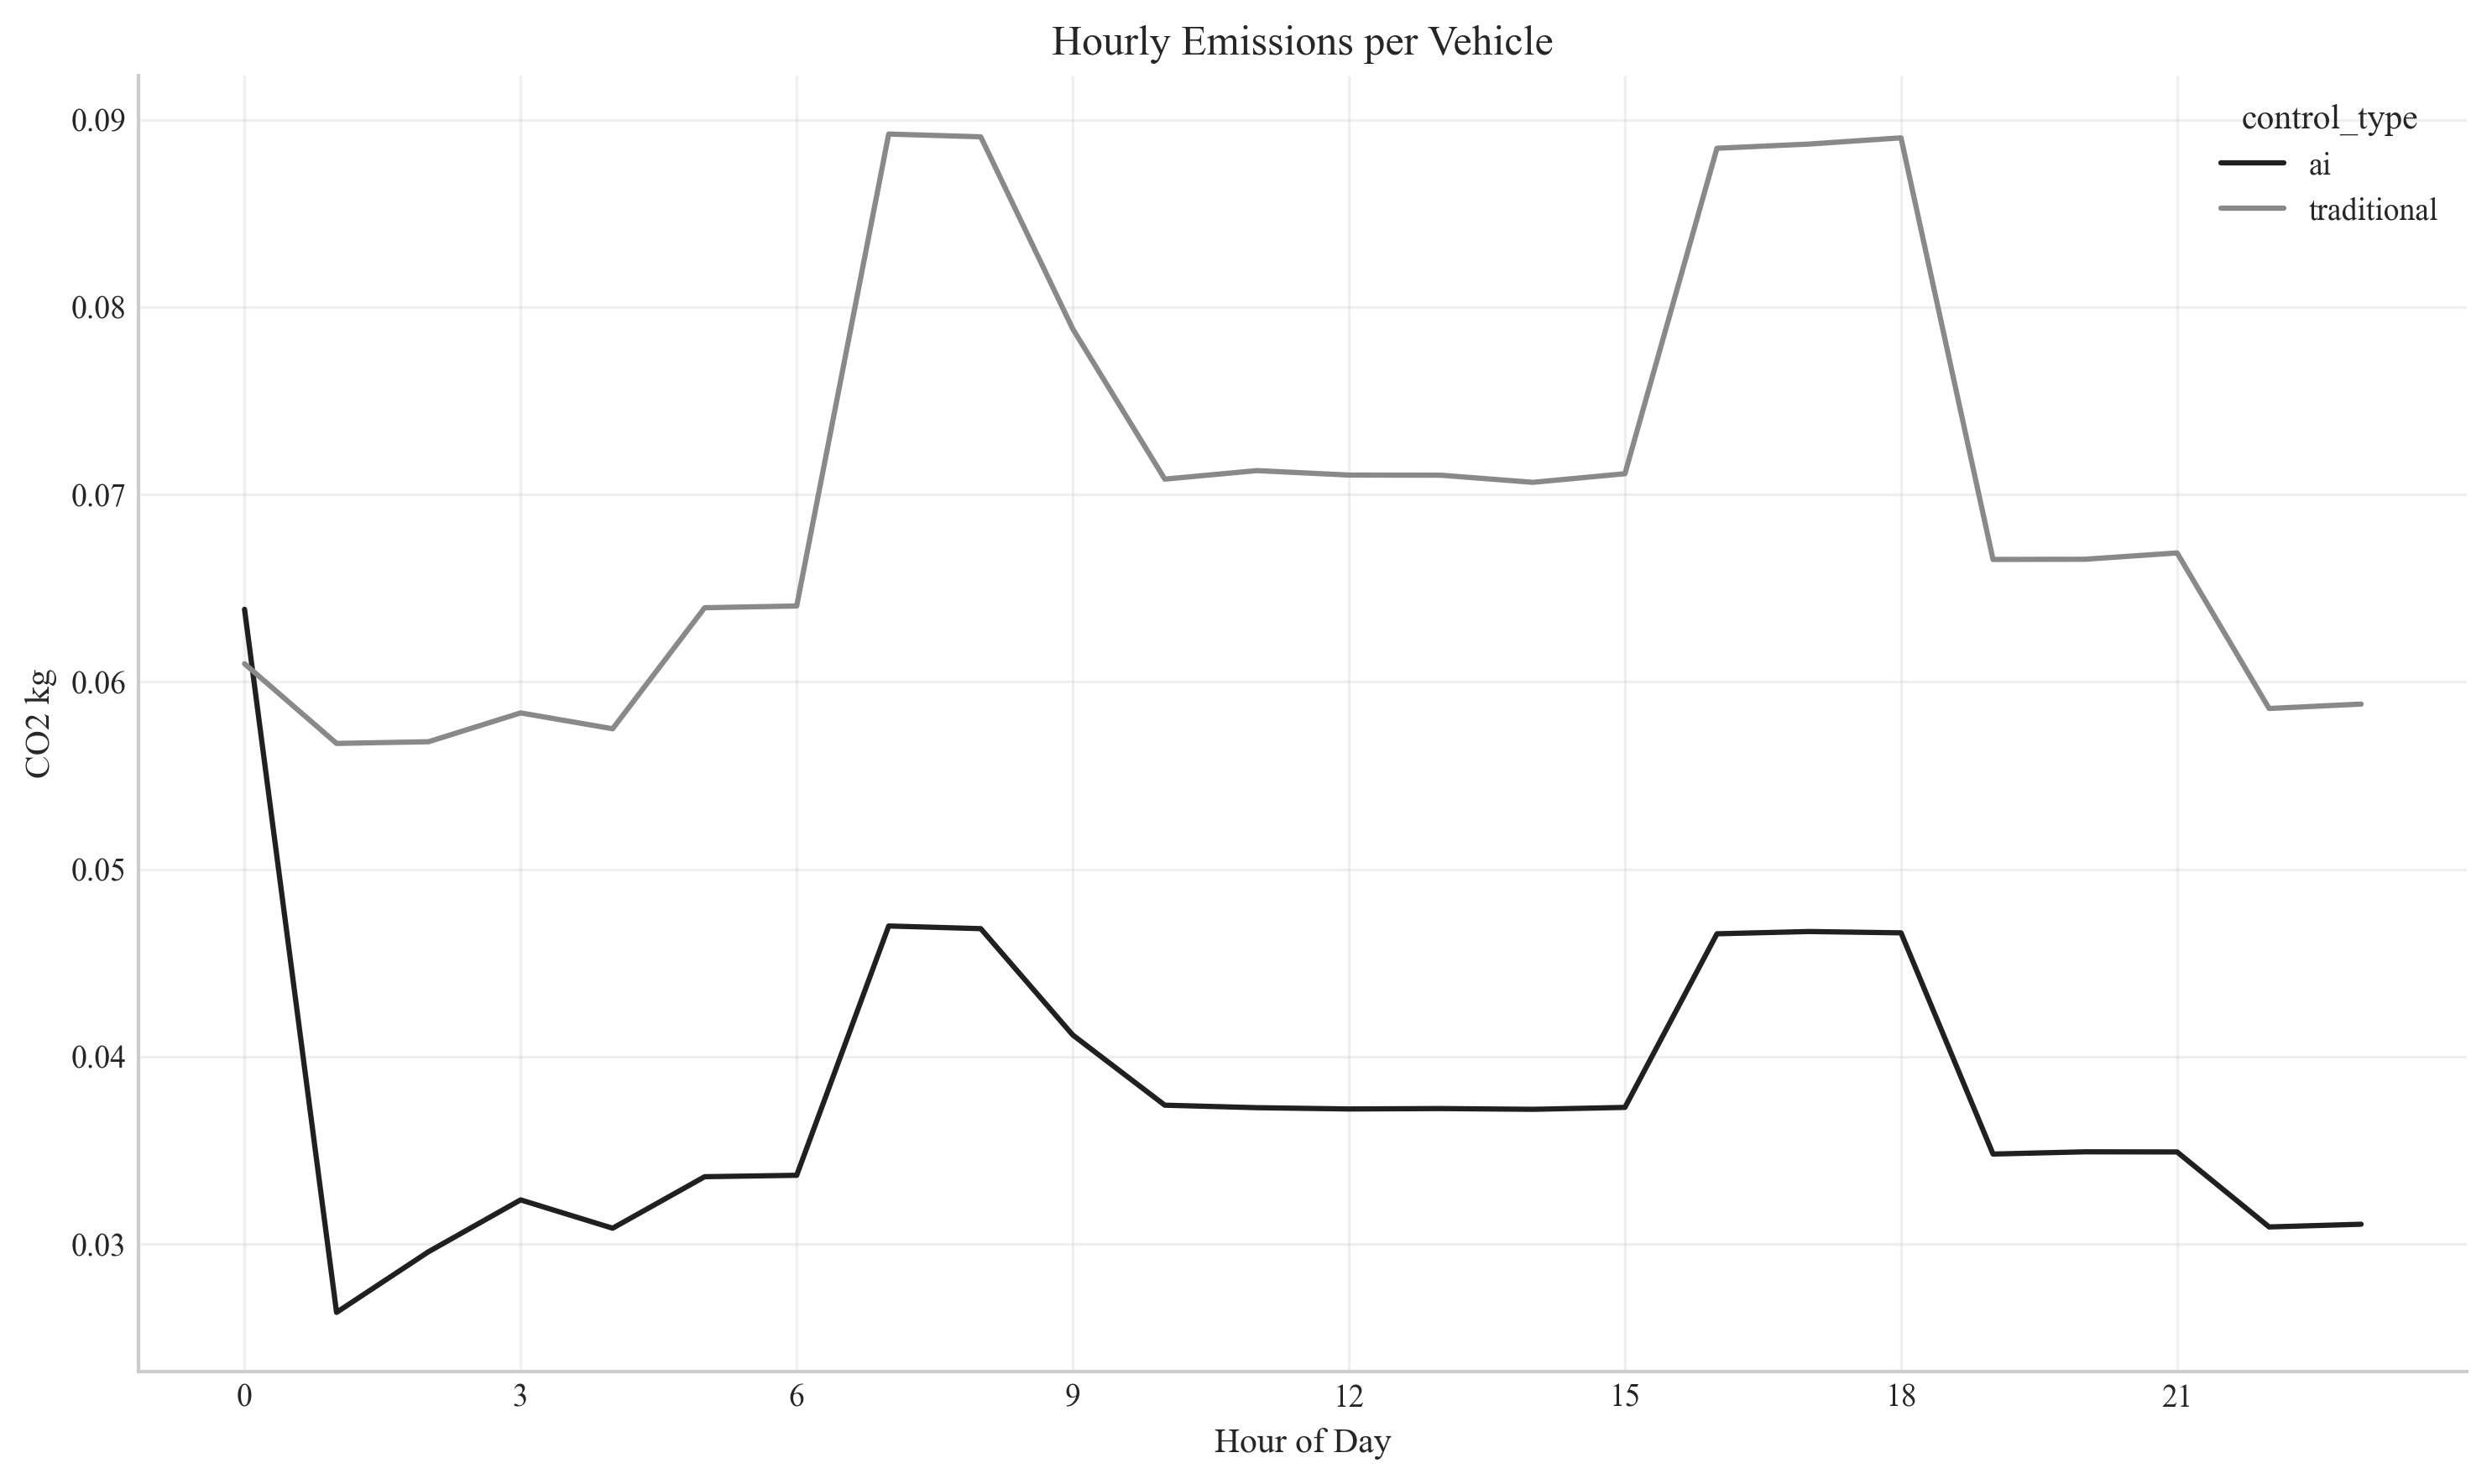 Hourly Emissions per Vehicle
control_type
ai
traditional
0.09
0.08
0.07
0.06
0.05
0.04
0.03
CO2 kg
0 3 6 9 12 15 18 21
Hour of Day